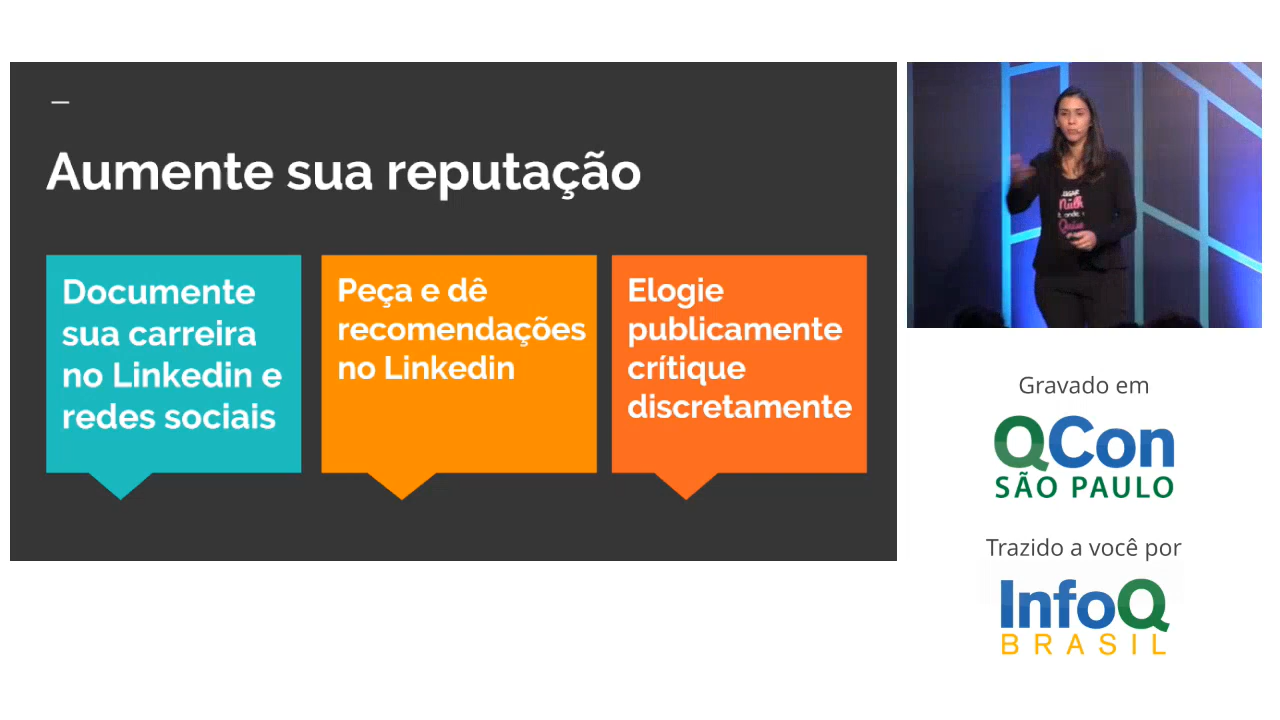 Aumente sua reputação
Documente
sua carreira
no Linkedin e
redes sociais
Peça e dê
recomendações
no Linkedin
Elogie
publicamente
crítique
discretamente
Gravado em
QCon
SÃO PAULO
Trazido a você por
InfoQ
BRASIL